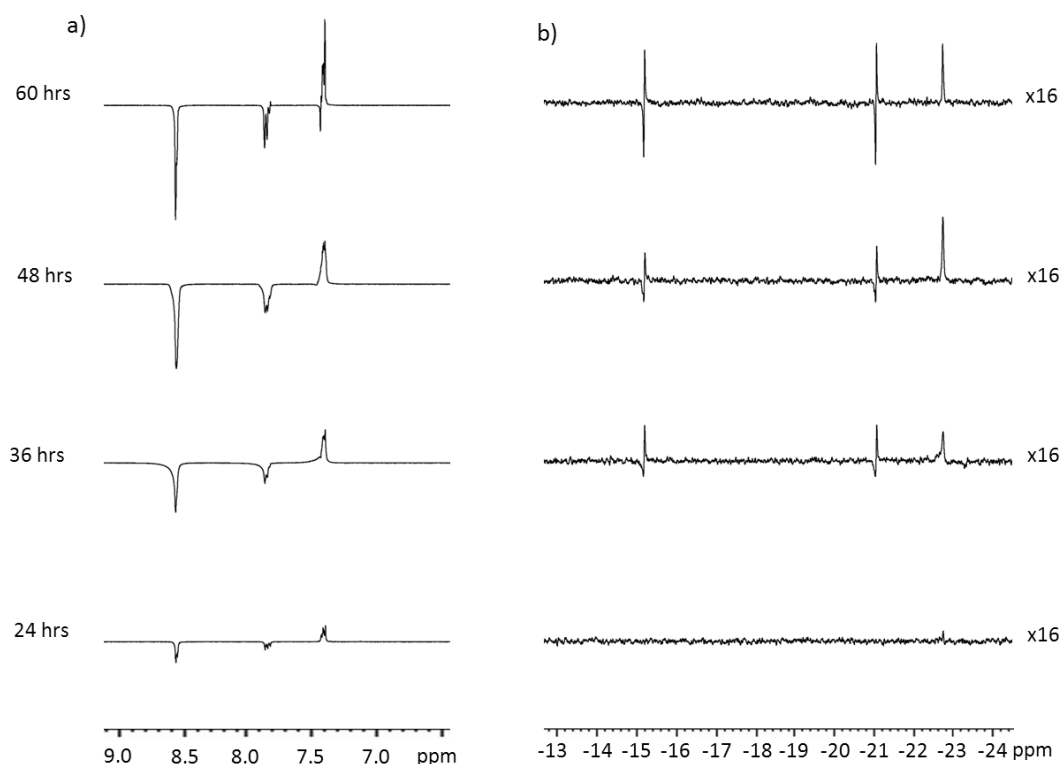 a)
b)
60 hrs
x16
48 hrs
x16
36 hrs
x16
24 hrs
x16
9.0 8.5 8.0 7.5 7.0 ppm
-13 -14 -15 -16 -17 -18 -19 -20 -21 -22 -23 -24 ppm